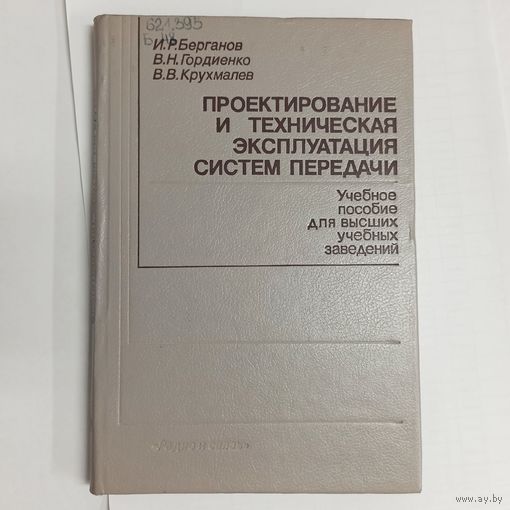 621.395
Б
И.Р.Берганов
В.Н.Гордиенко
В.В.Крухмалев
ПРОЕКТИРОВАНИЕ
И ТЕХНИЧЕСКАЯ
ЭКСПЛУАТАЦИЯ
СИСТЕМ ПЕРЕДАЧИ
Учебное
пособие
для высших
учебных
заведений
«Радио и связь»
www.ay.by